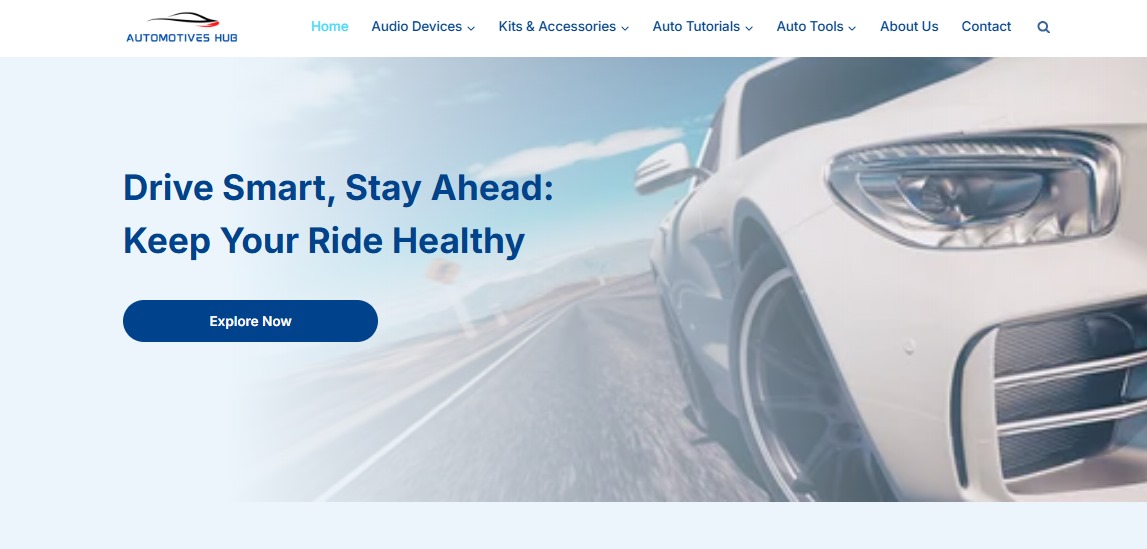 AUTOMOTIVES HUB
Home Audio Devices Kits & Accessories Auto Tutorials Auto Tools About Us Contact
Drive Smart, Stay Ahead:
Keep Your Ride Healthy
Explore Now